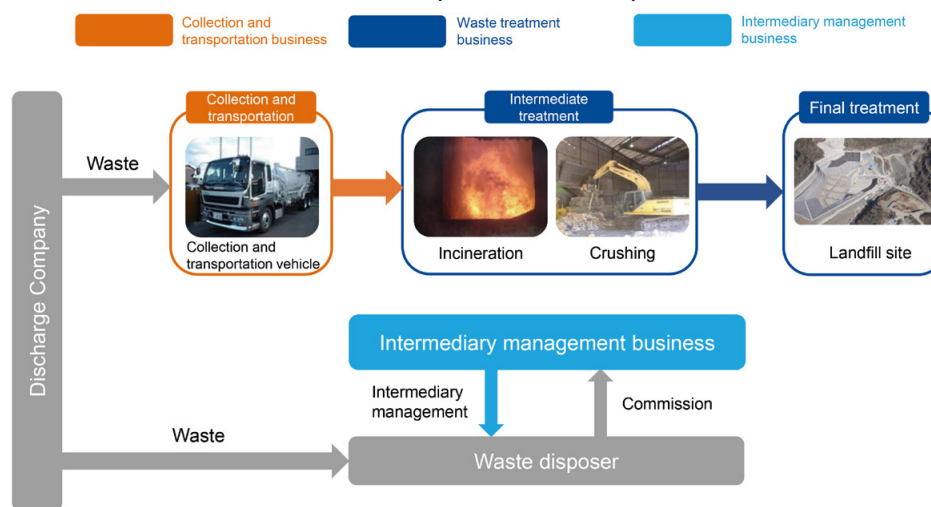 Collection and
transportation business
Waste treatment
business
Intermediary management
business
Discharge Company
Waste
Collection and
transportation
Collection and
transportation vehicle
Intermediate
treatment
Incineration
Crushing
Final treatment
Landfill site
Intermediary management business
Intermediary
management
Commission
Waste
Waste disposer